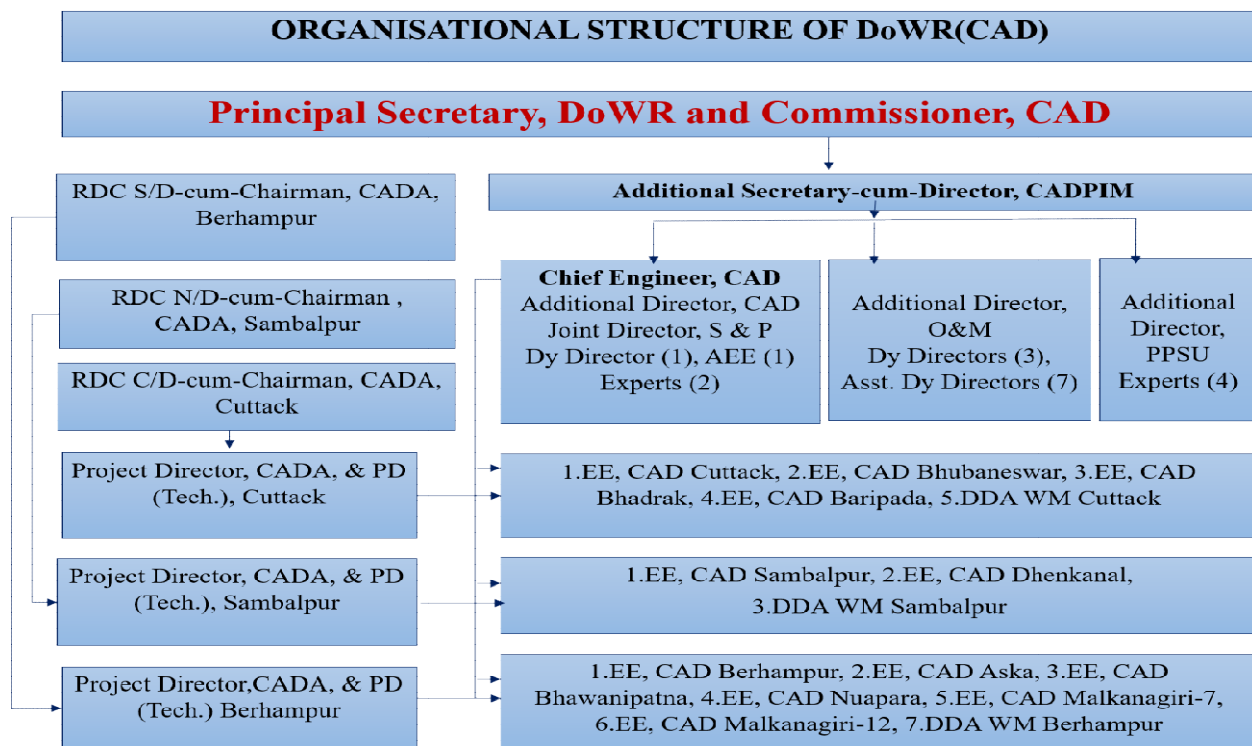 ORGANISATIONAL STRUCTURE OF DoWR(CAD)
Principal Secretary, DoWR and Commissioner, CAD
RDC S/D-cum-Chairman, CADA,
Berhampur
Additional Secretary-cum-Director, CADPIM
RDC N/D-cum-Chairman ,
CADA, Sambalpur
RDC C/D-cum-Chairman, CADA,
Cuttack
Chief Engineer, CAD
Additional Director, CAD
Joint Director, S & P
Dy Director (1), AEE (1)
Experts (2)
Additional Director,
O&M
Dy Directors (3),
Asst. Dy Directors (7)
Additional
Director,
PPSU
Experts (4)
Project Director, CADA, & PD
(Tech.), Cuttack
1.EE, CAD Cuttack, 2.EE, CAD Bhubaneswar, 3.EE, CAD
Bhadrak, 4.EE, CAD Baripada, 5.DDA WM Cuttack
Project Director, CADA, & PD
(Tech.), Sambalpur
1.EE, CAD Sambalpur, 2.EE, CAD Dhenkanal,
3.DDA WM Sambalpur
Project Director,CADA, & PD
(Tech.) Berhampur
1.EE, CAD Berhampur, 2.EE, CAD Aska, 3.EE, CAD
Bhawanipatna, 4.EE, CAD Nuapara, 5.EE, CAD Malkanagiri-7,
6.EE, CAD Malkanagiri-12, 7.DDA WM Berhampur